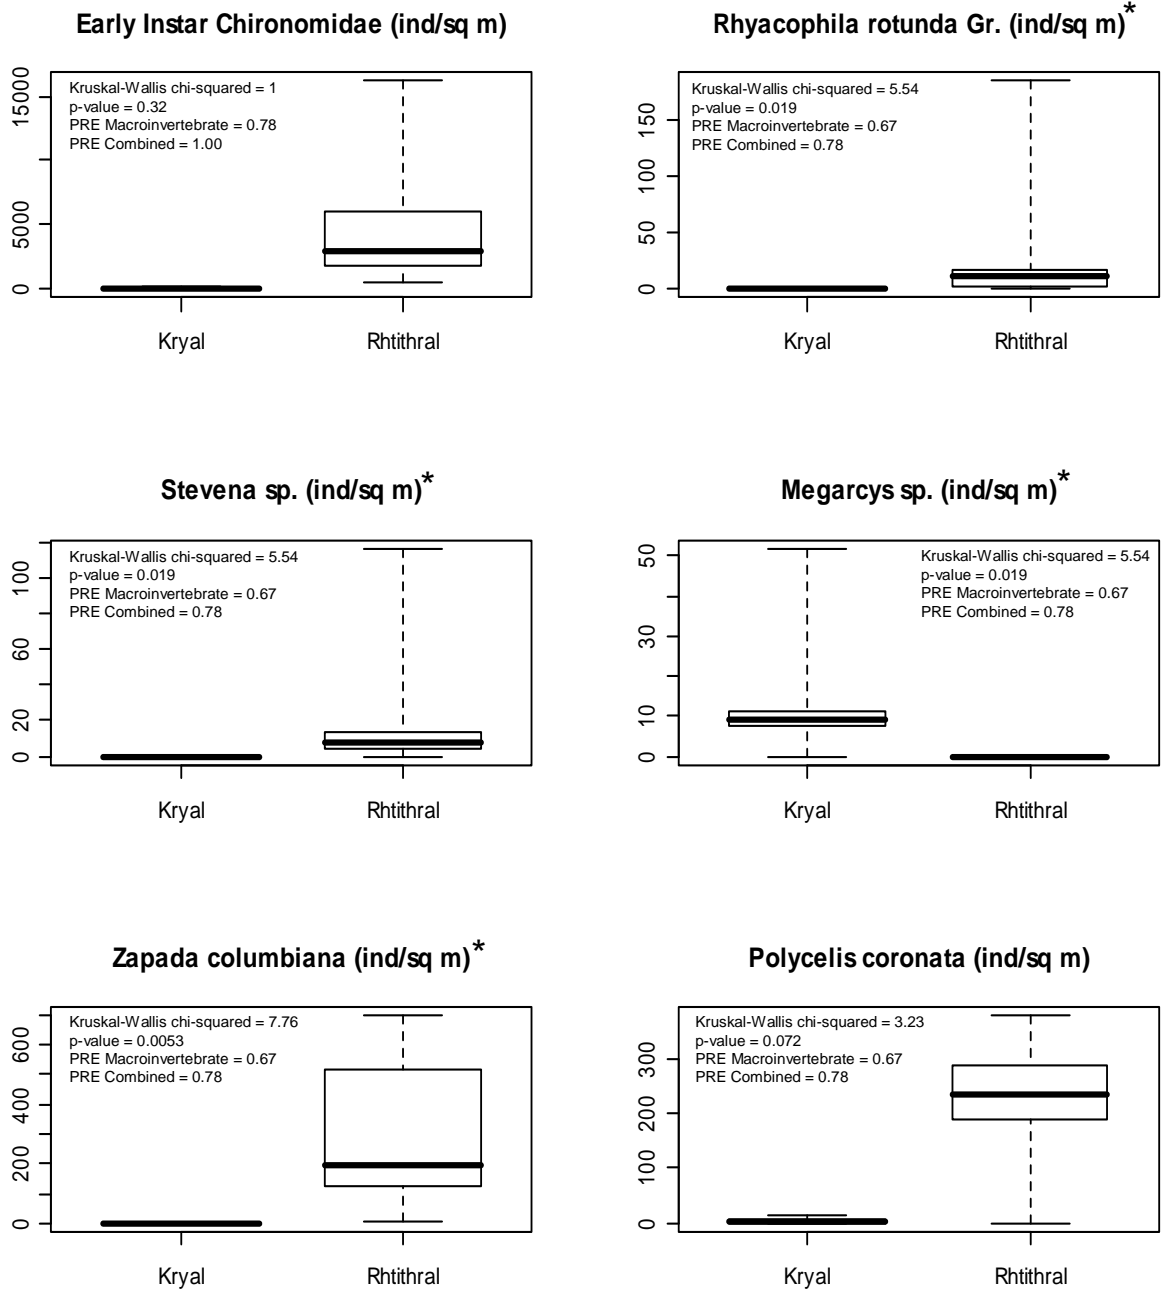 Early Instar Chironomidae (ind/sq m)
Kruskal-Wallis chi-squared = 1
p-value = 0.32
PRE Macroinvertebrate = 0.78
PRE Combined = 1.00
15000
5000
0
Kryal
Rhtithral
Rhyacophila rotunda Gr. (ind/sq m)*
Kruskal-Wallis chi-squared = 5.54
p-value = 0.019
PRE Macroinvertebrate = 0.67
PRE Combined = 0.78
150
100
50
0
Kryal
Rhtithral
Stevena sp. (ind/sq m)*
Kruskal-Wallis chi-squared = 5.54
p-value = 0.019
PRE Macroinvertebrate = 0.67
PRE Combined = 0.78
100
60
20
0
Kryal
Rhtithral
Megarcys sp. (ind/sq m)*
Kruskal-Wallis chi-squared = 5.54
p-value = 0.019
PRE Macroinvertebrate = 0.67
PRE Combined = 0.78
50
30
10
0
Kryal
Rhtithral
Zapada columbiana (ind/sq m)*
Kruskal-Wallis chi-squared = 7.76
p-value = 0.0053
PRE Macroinvertebrate = 0.67
PRE Combined = 0.78
600
400
200
0
Kryal
Rhtithral
Polycelis coronata (ind/sq m)
Kruskal-Wallis chi-squared = 3.23
p-value = 0.072
PRE Macroinvertebrate = 0.67
PRE Combined = 0.78
300
200
100
0
Kryal
Rhtithral